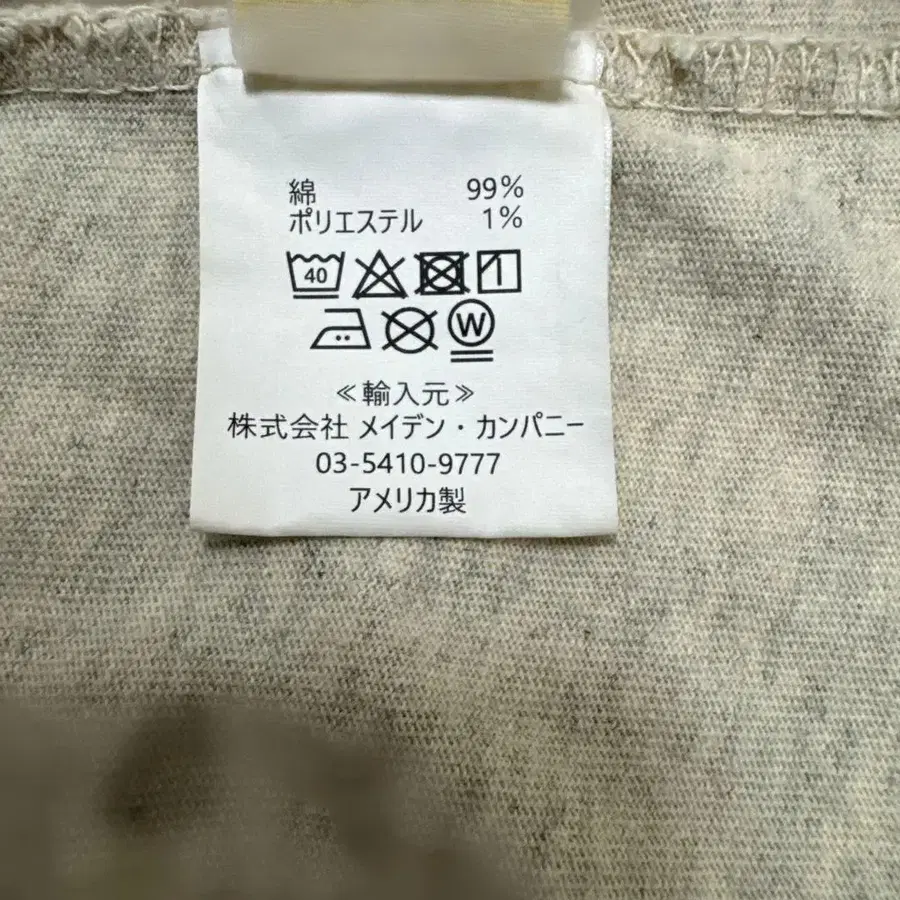 綿 99%
ポリエステル 1%
40
W
≪輸入元≫
株式会社 メイデン・カンパニー
03-5410-9777
アメリカ製